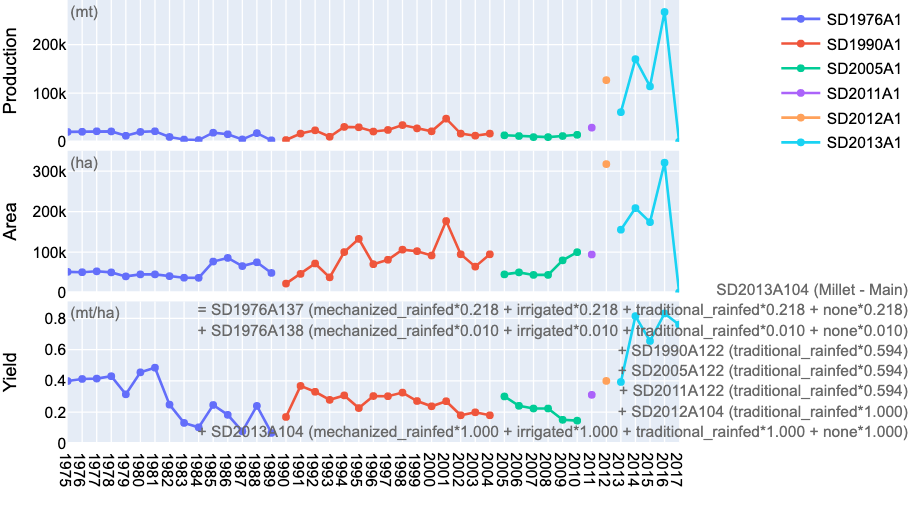 (mt)
Production
200k
100k
0
SD1976A1
SD1990A1
SD2005A1
SD2011A1
SD2012A1
SD2013A1
(ha)
Area
300k
200k
100k
0
SD2013A104 (Millet - Main)
(mt/ha)
Yield
0.8
0.6
0.4
0.2
0
= SD1976A137 (mechanized_rainfed*0.218 + irrigated*0.218 + traditional_rainfed*0.218 + none*0.218)
+ SD1976A138 (mechanized_rainfed*0.010 + irrigated*0.010 + traditional_rainfed*0.010 + none*0.010)
+ SD1990A122 (traditional_rainfed*0.594)
+ SD2005A122 (traditional_rainfed*0.594)
+ SD2011A122 (traditional_rainfed*0.594)
+ SD2012A104 (traditional_rainfed*1.000)
+ SD2013A104 (mechanized_rainfed*1.000 + irrigated*1.000 + traditional_rainfed*1.000 + none*1.000)
1975
1976
1977
1978
1979
1980
1981
1982
1983
1984
1985
1986
1987
1988
1989
1990
1991
1992
1993
1994
1995
1996
1997
1998
1999
2000
2001
2002
2003
2004
2005
2006
2007
2008
2009
2010
2011
2012
2013
2014
2015
2016
2017